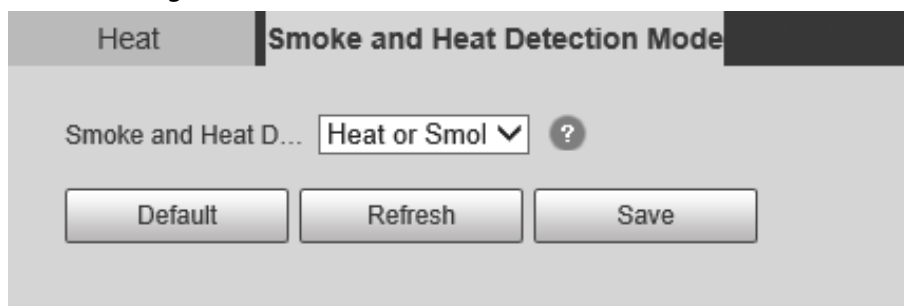 Heat Smoke and Heat Detection Mode
Smoke and Heat D... Heat or Smol ?
Default Refresh Save